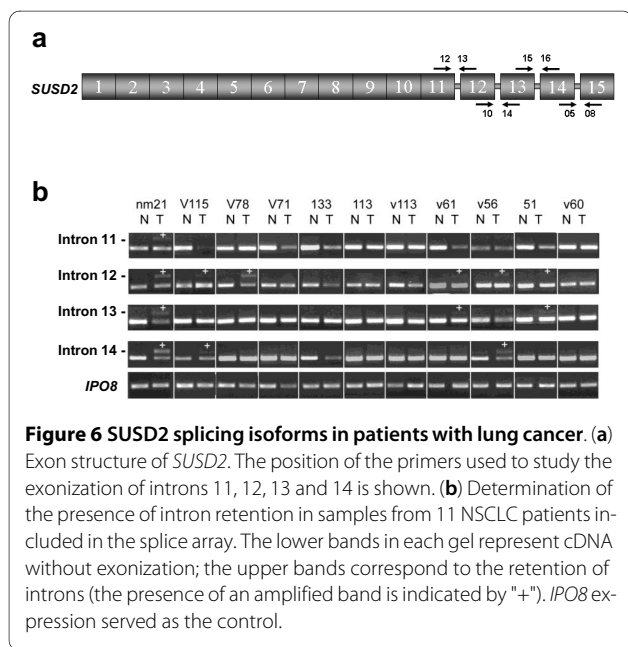 a
12 13 15 16
SUSD2 1 2 3 4 5 6 7 8 9 10 11 12 13 14 15
10 14 05 08
b
nm21 V115 V78 V71 133 113 v113 v61 v56 51 v60
N T N T N T N T N T N T N T N T N T N T N T
+
Intron 11 -
+ + + + + +
Intron 12 -
+ + +
Intron 13 -
+ + +
Intron 14 -
IPO8
Figure 6 SUSD2 splicing isoforms in patients with lung cancer. (a)
Exon structure of SUSD2. The position of the primers used to study the
exonization of introns 11, 12, 13 and 14 is shown. (b) Determination of
the presence of intron retention in samples from 11 NSCLC patients in-
cluded in the splice array. The lower bands in each gel represent cDNA
without exonization; the upper bands correspond to the retention of
introns (the presence of an amplified band is indicated by "+"). IPO8 ex-
pression served as the control.